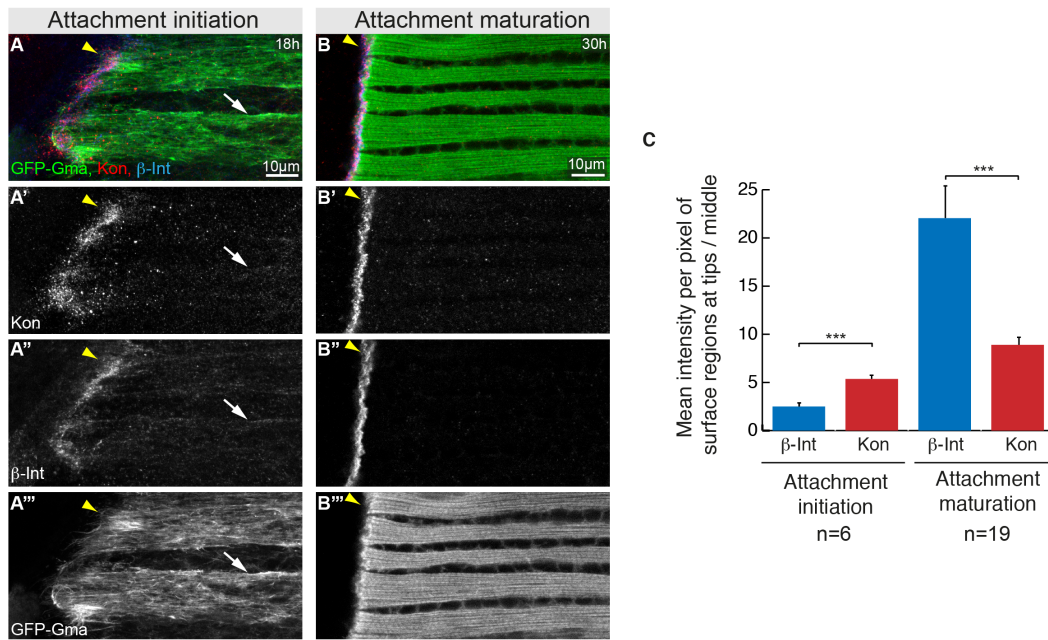 Attachment initiation
Attachment maturation
A
18h
GFP-Gma, Kon, β-Int
10μm
B
30h
10μm
A'
Kon
B'
A"
β-Int
B"
A"'
GFP-Gma
B"'
C
Mean intensity per pixel of
surface regions at tips / middle
25
20
15
10
5
0
***
***
β-Int
Kon
β-Int
Kon
Attachment
initiation
n=6
Attachment
maturation
n=19